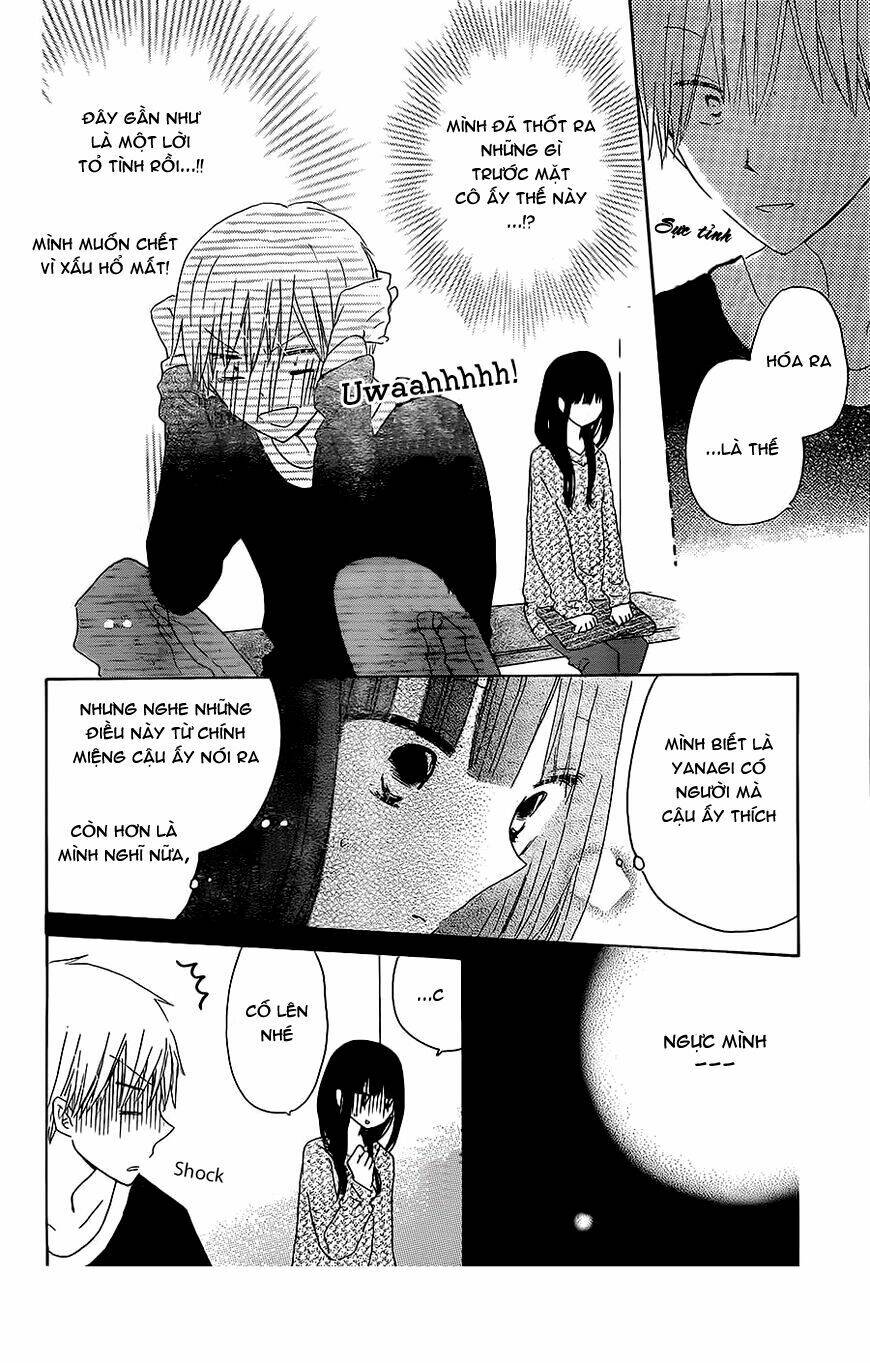 Sực tỉnh
HÓA RA
...LÀ THẾ
MÌNH ĐÃ THỐT RA
NHỮNG GÌ
TRƯỚC MẶT
CÔ ẤY THẾ NÀY
...!?
ĐÂY GẦN NHƯ
LÀ MỘT LỜI
TỎ TÌNH RỒI...!!
MÌNH MUỐN CHẾT
VÌ XẤU HỔ MẤT!
Uwaahhhhh!
MÌNH BIẾT LÀ
YANAGI CÓ
NGƯỜI MÀ
CẬU ẤY THÍCH
NHƯNG NGHE NHỮNG
ĐIỀU NÀY TỪ CHÍNH
MIỆNG CẬU ẤY NÓI RA
CÒN HƠN LÀ
MÌNH NGHĨ NỮA,
NGỰC MÌNH
---
...C
CỐ LÊN
NHÉ
Shock